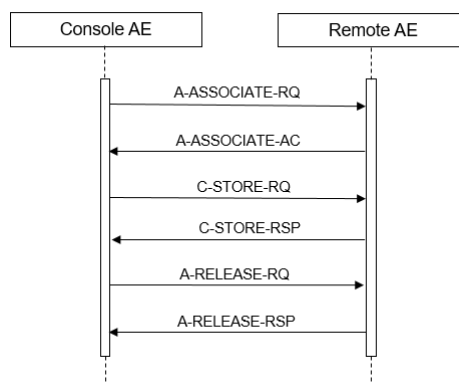 Console AE
Remote AE
A-ASSOCIATE-RQ
A-ASSOCIATE-AC
C-STORE-RQ
C-STORE-RSP
A-RELEASE-RQ
A-RELEASE-RSP